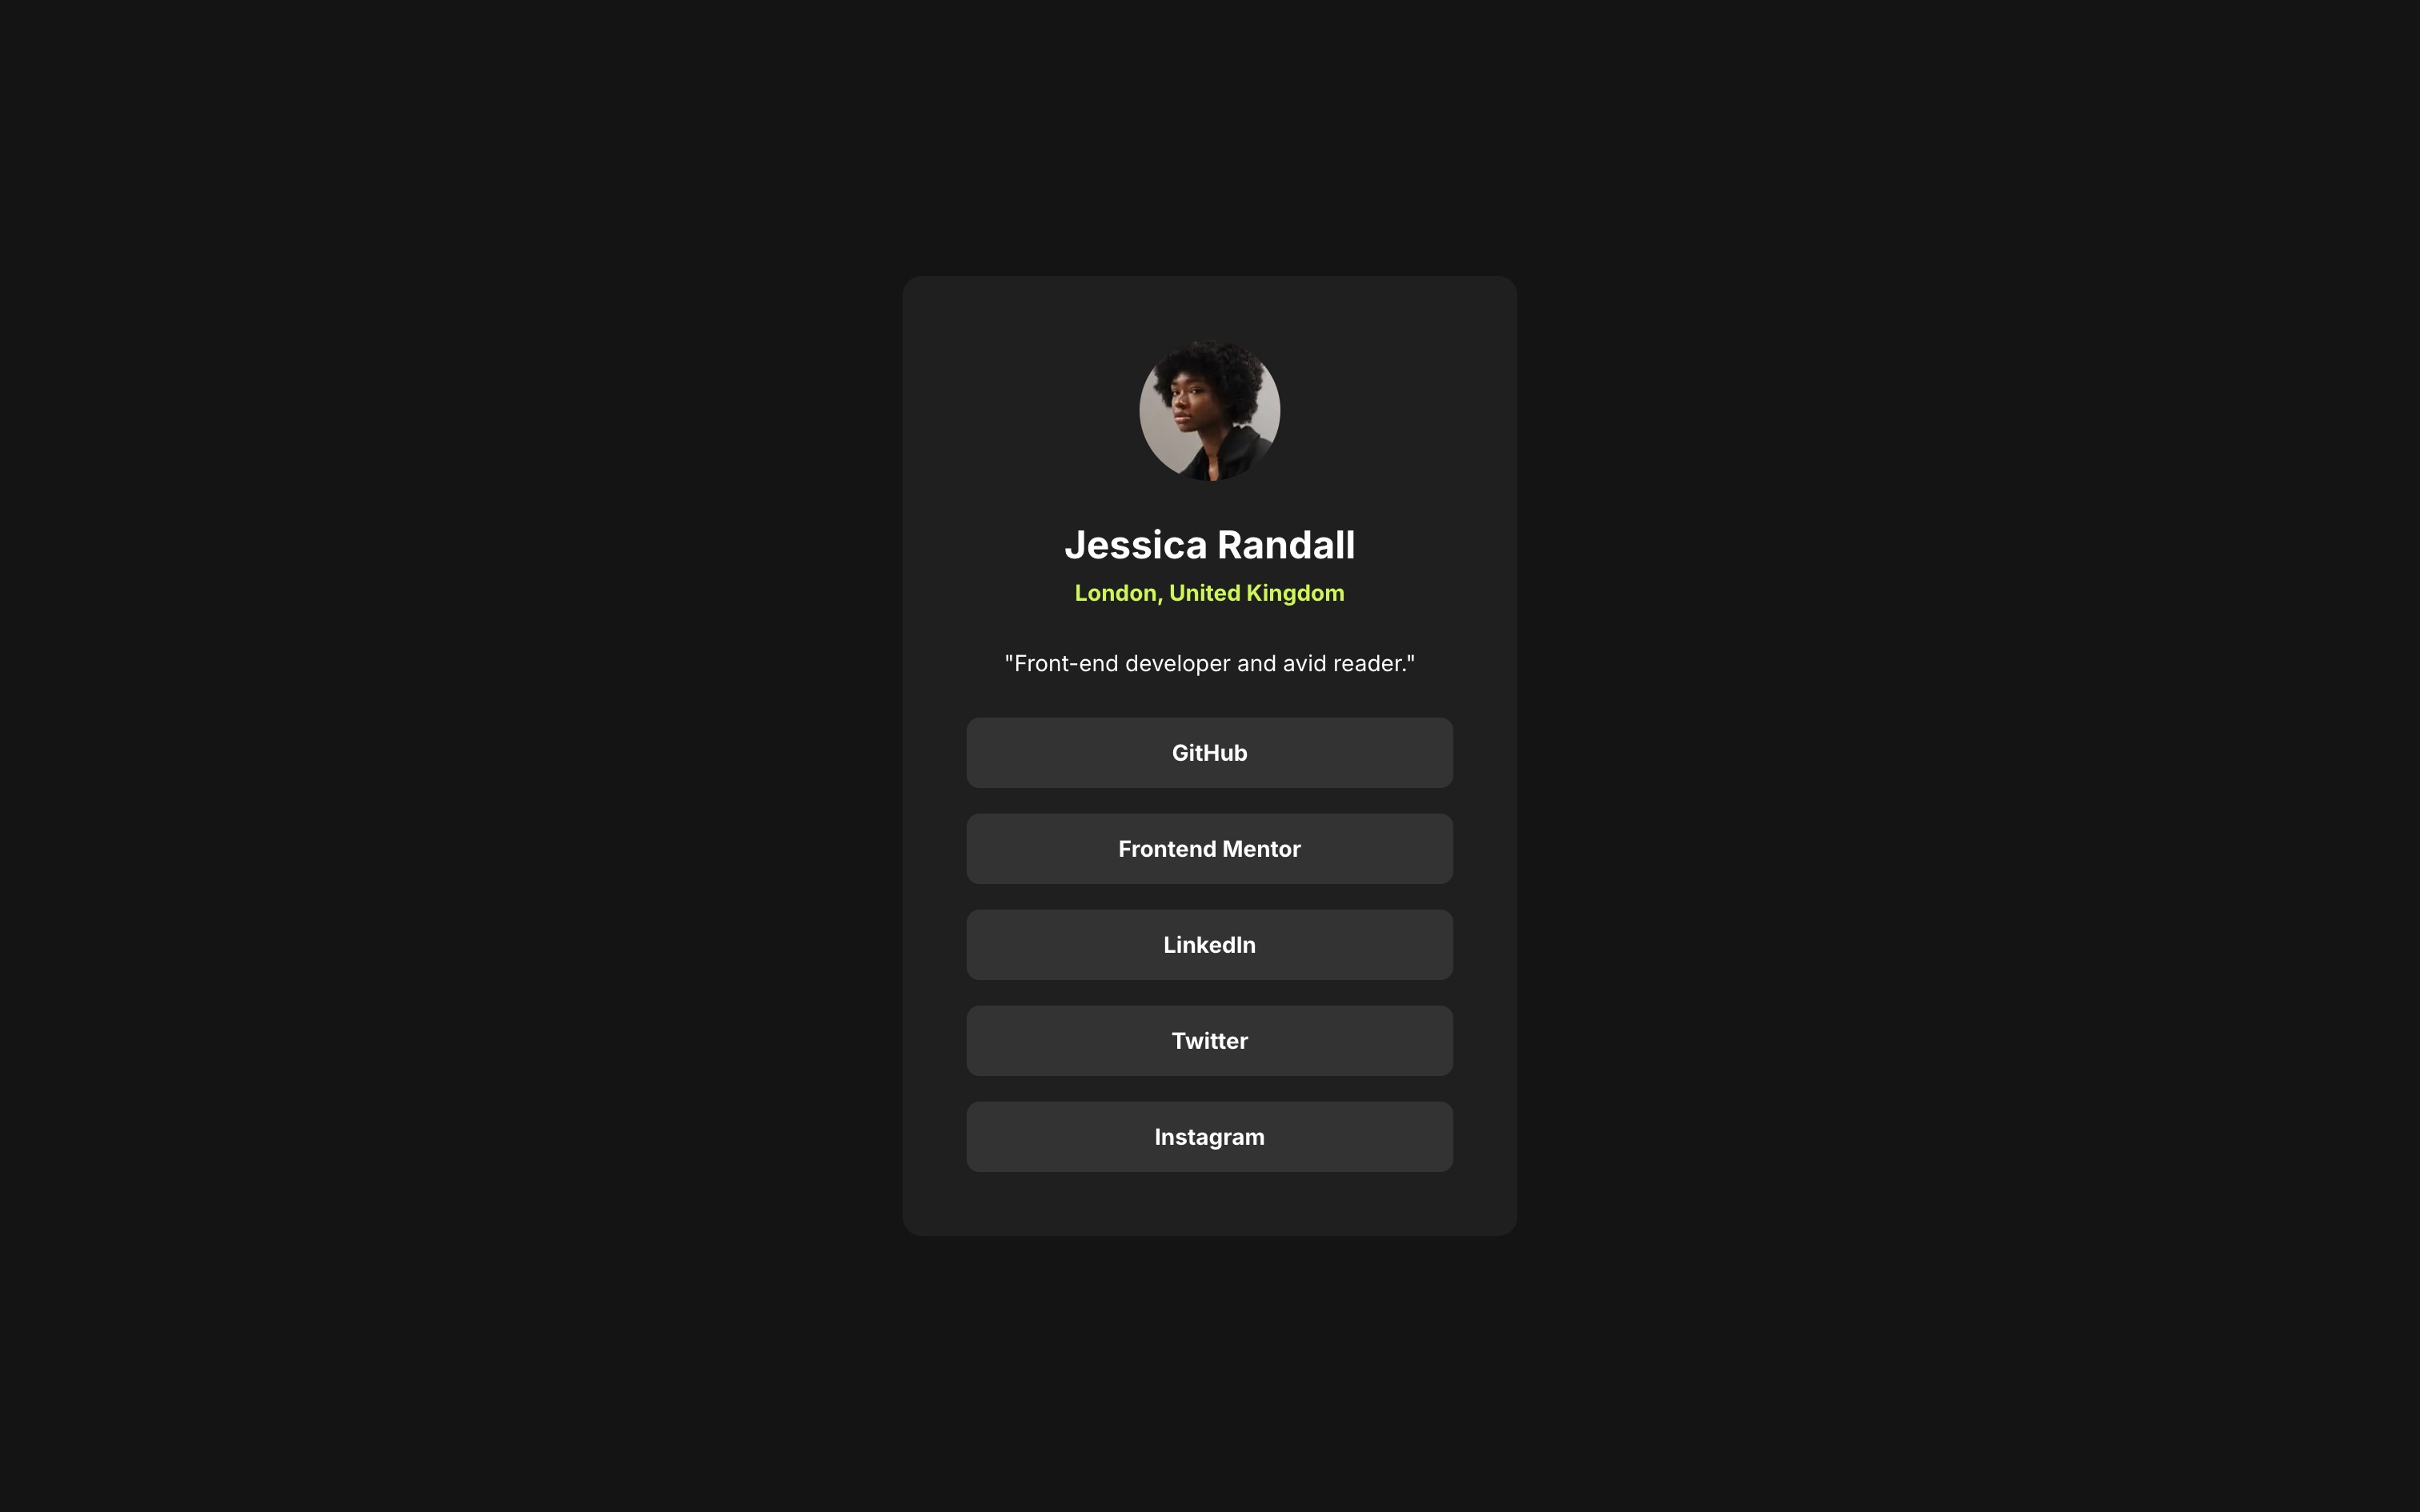 Jessica Randall
London, United Kingdom
"Front-end developer and avid reader."
GitHub
Frontend Mentor
LinkedIn
Twitter
Instagram